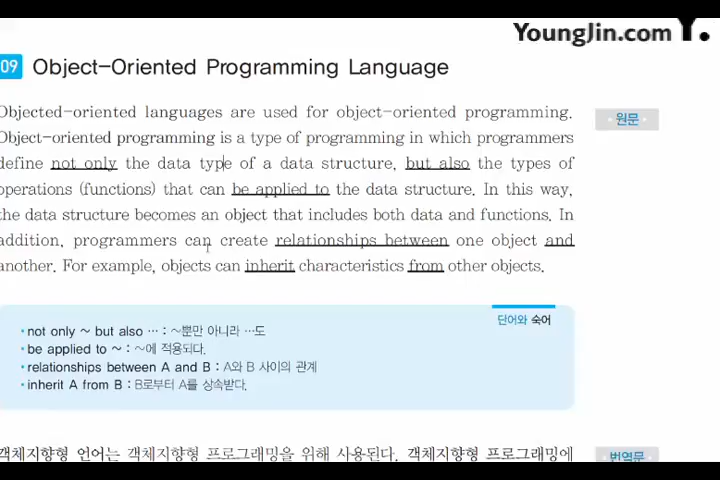 YoungJin.com Y.
09 Object-Oriented Programming Language
Objected-oriented languages are used for object-oriented programming.
원문
Object-oriented programming is a type of programming in which programmers
define not only the data type of a data structure, but also the types of
operations (functions) that can be applied to the data structure. In this way,
the data structure becomes an object that includes both data and functions. In
addition, programmers can create relationships between one object and
another. For example, objects can inherit characteristics from other objects.
단어와 숙어
• not only ~ but also … : ~뿐만 아니라 …도
• be applied to ~ : ~에 적용되다.
• relationships between A and B : A와 B 사이의 관계
• inherit A from B : B로부터 A를 상속받다.
객체지향형 언어는 객체지향형 프로그래밍을 위해 사용된다. 객체지향형 프로그래밍에
번역문